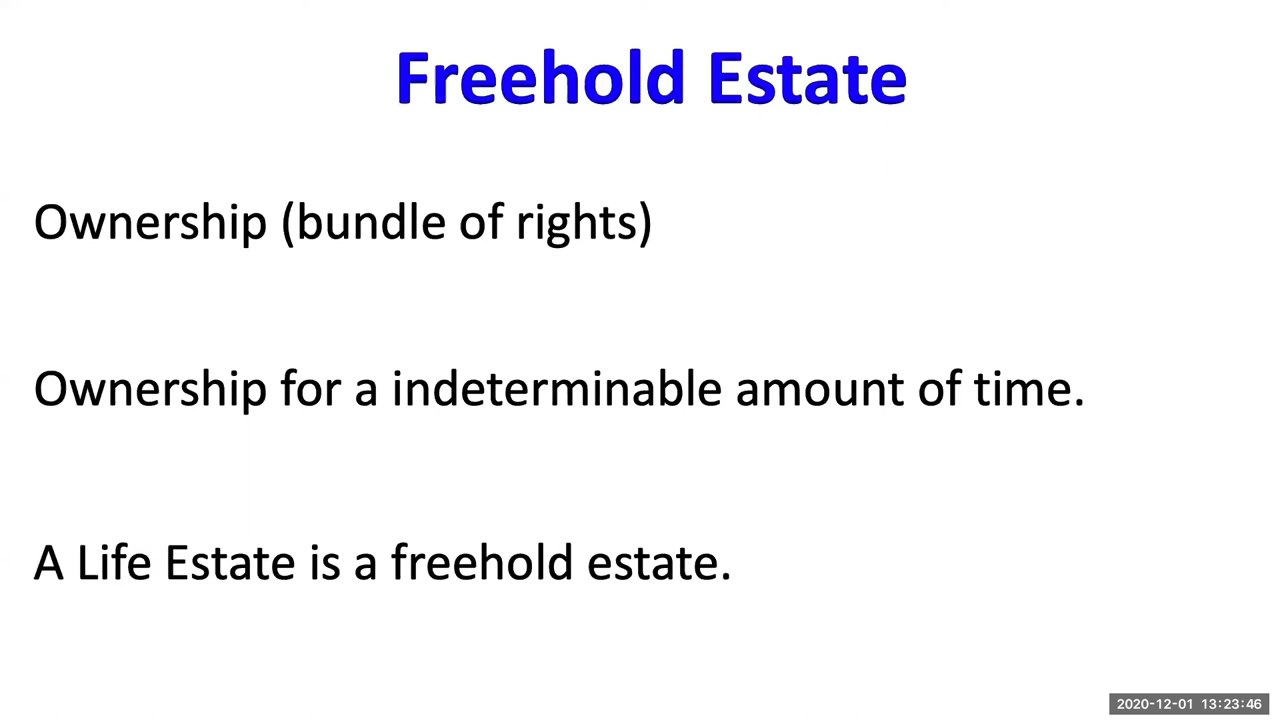 Freehold Estate
Ownership (bundle of rights)
Ownership for a indeterminable amount of time.
A Life Estate is a freehold estate.
2020-12-01 13:23:46